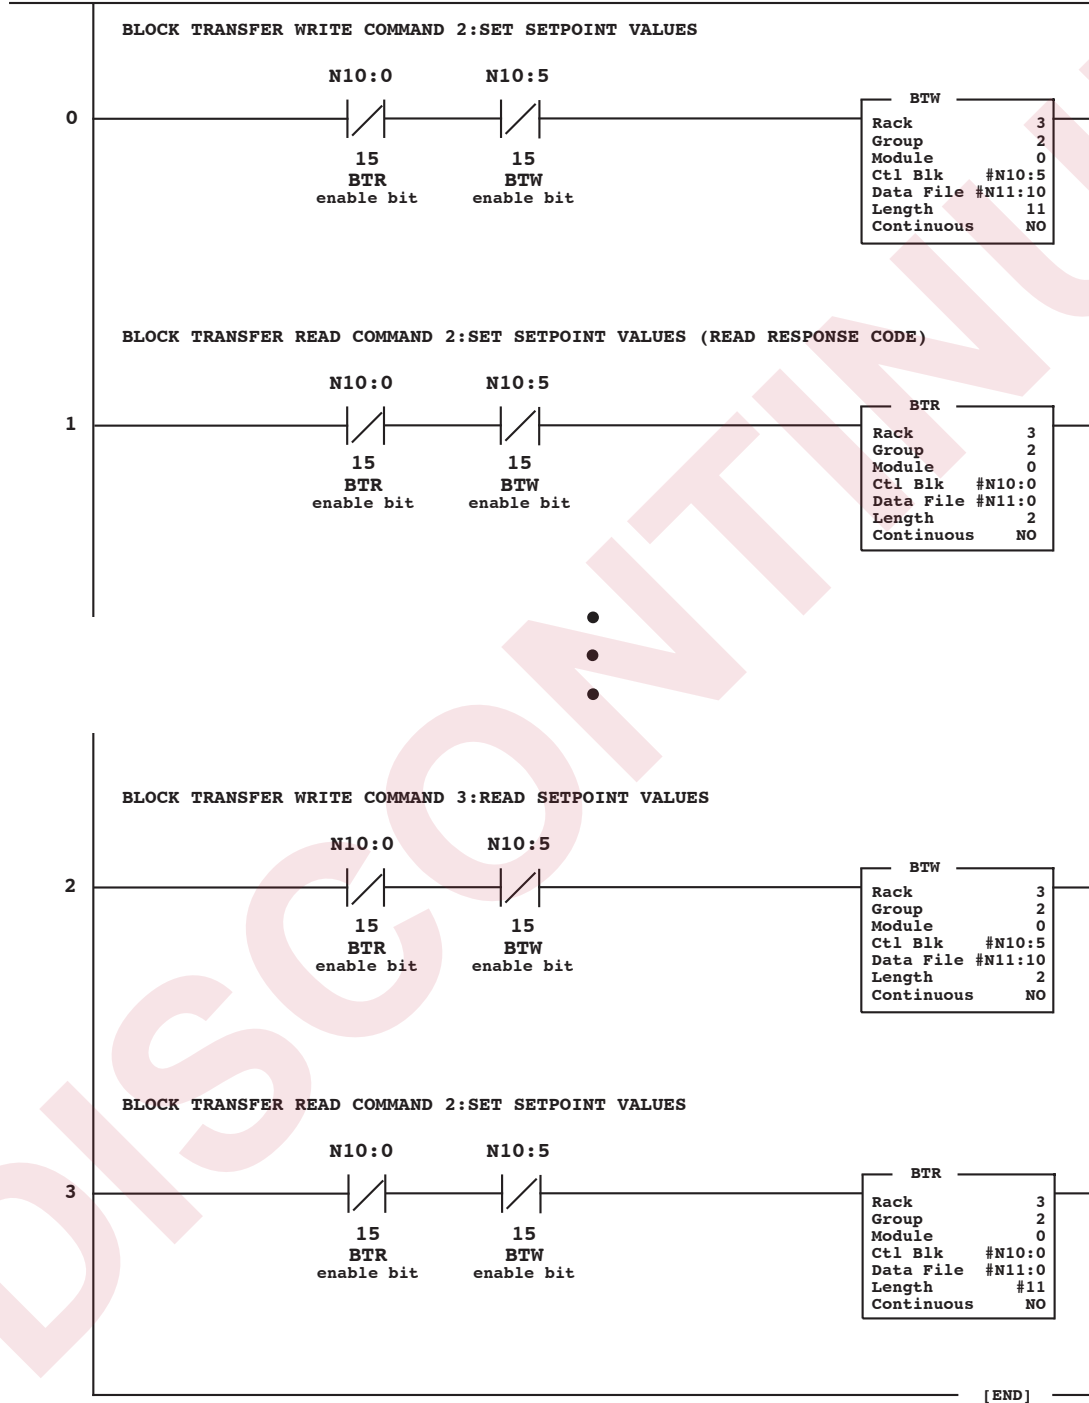 BLOCK TRANSFER WRITE COMMAND 2:SET SETPOINT VALUES
N10:0 N10:5
0
15 15
BTR BTW
enable bit enable bit
BTW
Rack 3
Group 2
Module 0
Ctl Blk #N10:5
Data File #N11:10
Length 11
Continuous NO
BLOCK TRANSFER READ COMMAND 2:SET SETPOINT VALUES (READ RESPONSE CODE)
N10:0 N10:5
1
15 15
BTR BTW
enable bit enable bit
BTR
Rack 3
Group 2
Module 0
Ctl Blk #N10:0
Data File #N11:0
Length 2
Continuous NO
BLOCK TRANSFER WRITE COMMAND 3:READ SETPOINT VALUES
N10:0 N10:5
2
15 15
BTR BTW
enable bit enable bit
BTW
Rack 3
Group 2
Module 0
Ctl Blk #N10:5
Data File #N11:10
Length 2
Continuous NO
BLOCK TRANSFER READ COMMAND 2:SET SETPOINT VALUES
N10:0 N10:5
3
15 15
BTR BTW
enable bit enable bit
BTR
Rack 3
Group 2
Module 0
Ctl Blk #N10:0
Data File #N11:0
Length #11
Continuous NO
[END]
DISCONTINU